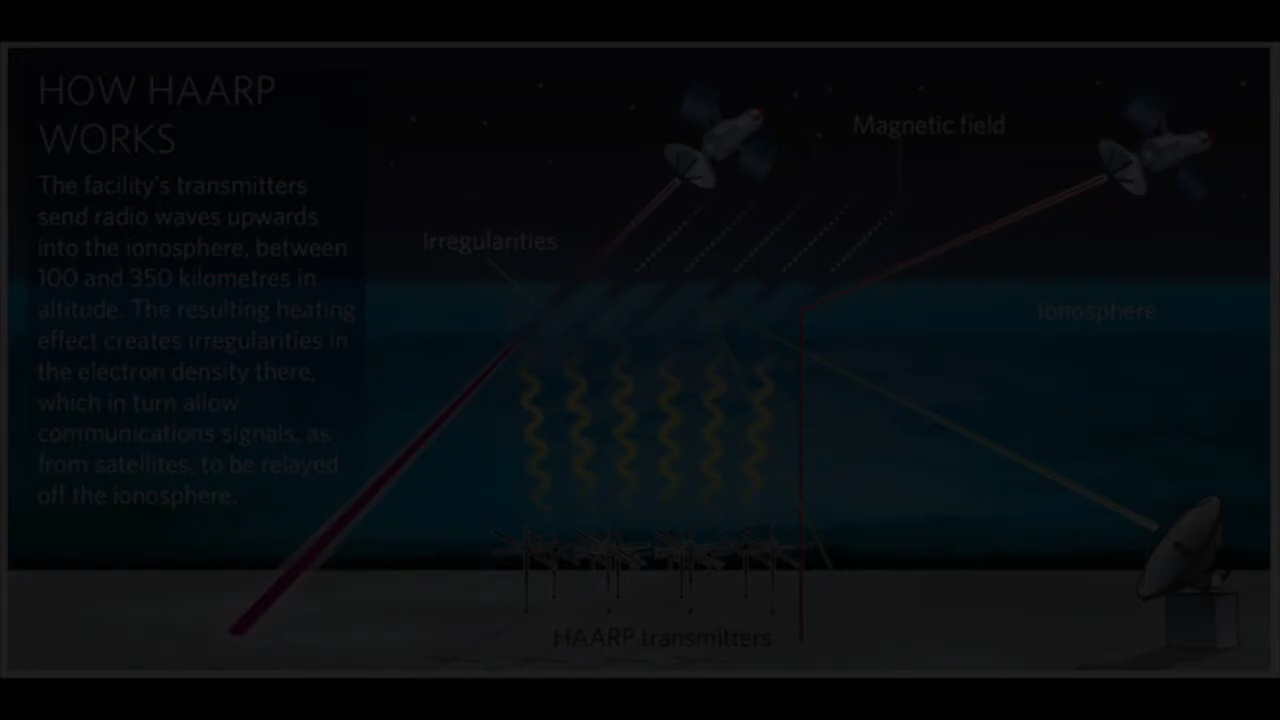 HOW HAARP
WORKS
The facility's transmitters
send radio waves upwards
into the ionosphere, between
100 and 350 kilometres in
altitude. The resulting heating
effect creates irregularities in
the electron density there,
which in turn allow
communications signals, as
from satellites, to be relayed
off the ionosphere.
Magnetic field
Irregularities
Ionosphere
HAARP transmitters